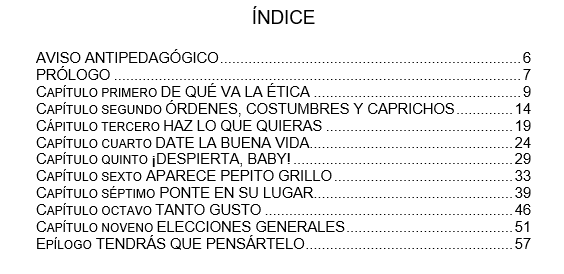 ÍNDICE
AVISO ANTIPEDAGÓGICO.......................................................................6
PRÓLOGO ................................................................................................7
CAPÍTULO PRIMERO DE QUÉ VA LA ÉTICA ..................................................9
CAPÍTULO SEGUNDO ÓRDENES, COSTUMBRES Y CAPRICHOS..............14
CÁPITULO TERCERO HAZ LO QUE QUIERAS ............................................19
CAPÍTULO CUARTO DATE LA BUENA VIDA................................................24
CAPÍTULO QUINTO ¡DESPIERTA, BABY! ....................................................29
CAPÍTULO SEXTO APARECE PEPITO GRILLO ..........................................33
CAPÍTULO SÉPTIMO PONTE EN SU LUGAR...............................................39
CAPÍTULO OCTAVO TANTO GUSTO ..........................................................46
CAPÍTULO NOVENO ELECCIONES GENERALES.......................................51
EPÍLOGO TENDRÁS QUE PENSÁRTELO....................................................57